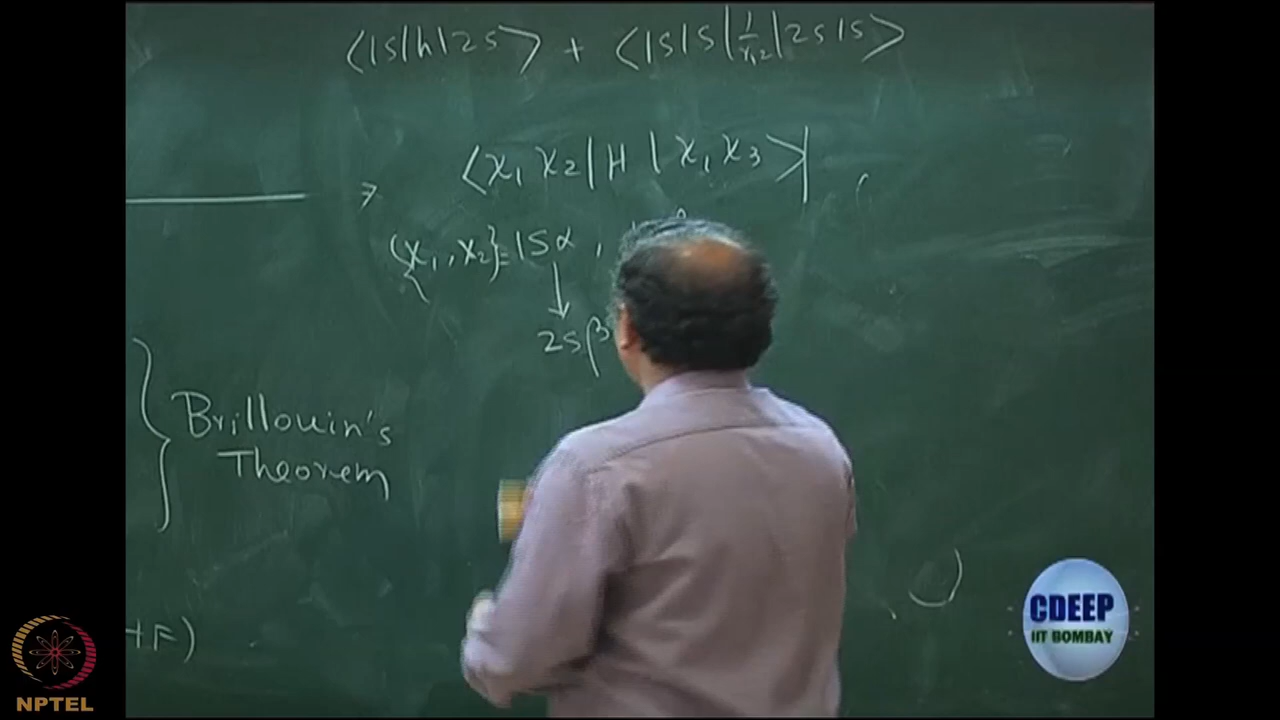 ⟨1s|h|2s⟩ + ⟨1s1s|1/r₁₂|2s1s⟩
⇒ ⟨χ₁ χ₂|H|χ₁ χ₃⟩
{χ₁, χ₂} ≡ 1Sα ,
↓
2sβ
Brillouin's
Theorem
HF)
CDEEP
IIT BOMBAY
NPTEL